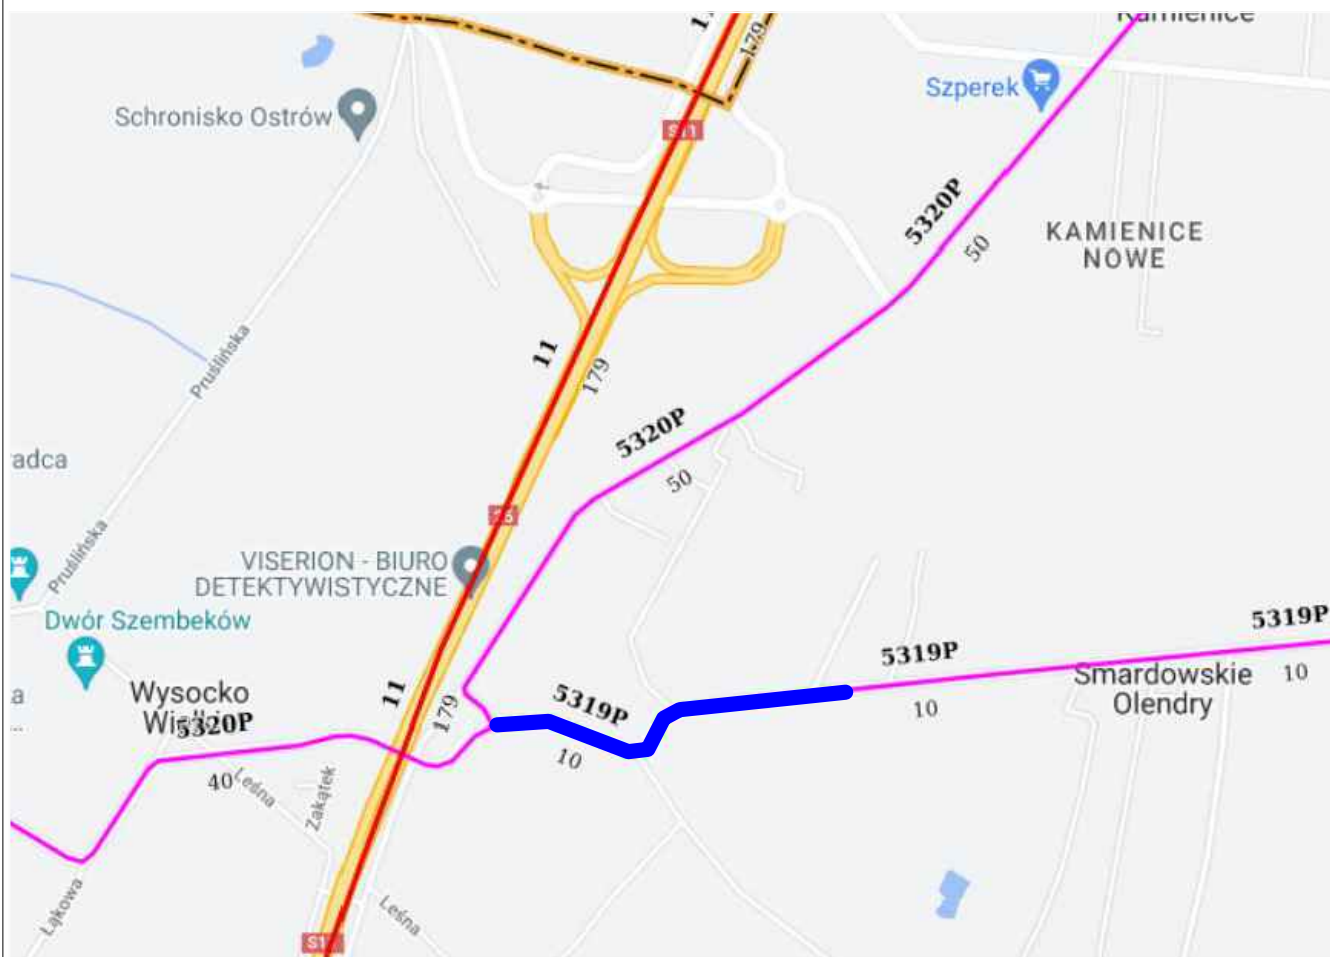 Kamienice
179
Szperek
Schronisko Ostrów
S11
5320P
50
KAMIENICE
NOWE
Pruślińska
11
179
5320P
50
adca
Pruślińska
VISERION - BIURO
DETEKTYWISTYCZNE
Dwór Szembeków
5319P
5319P
10
Smardowskie
Olendry
10
a
Wysocko
5320P
11
179
5319P
10
40
Leśna
Zakątek
Łąkowa
Leśna